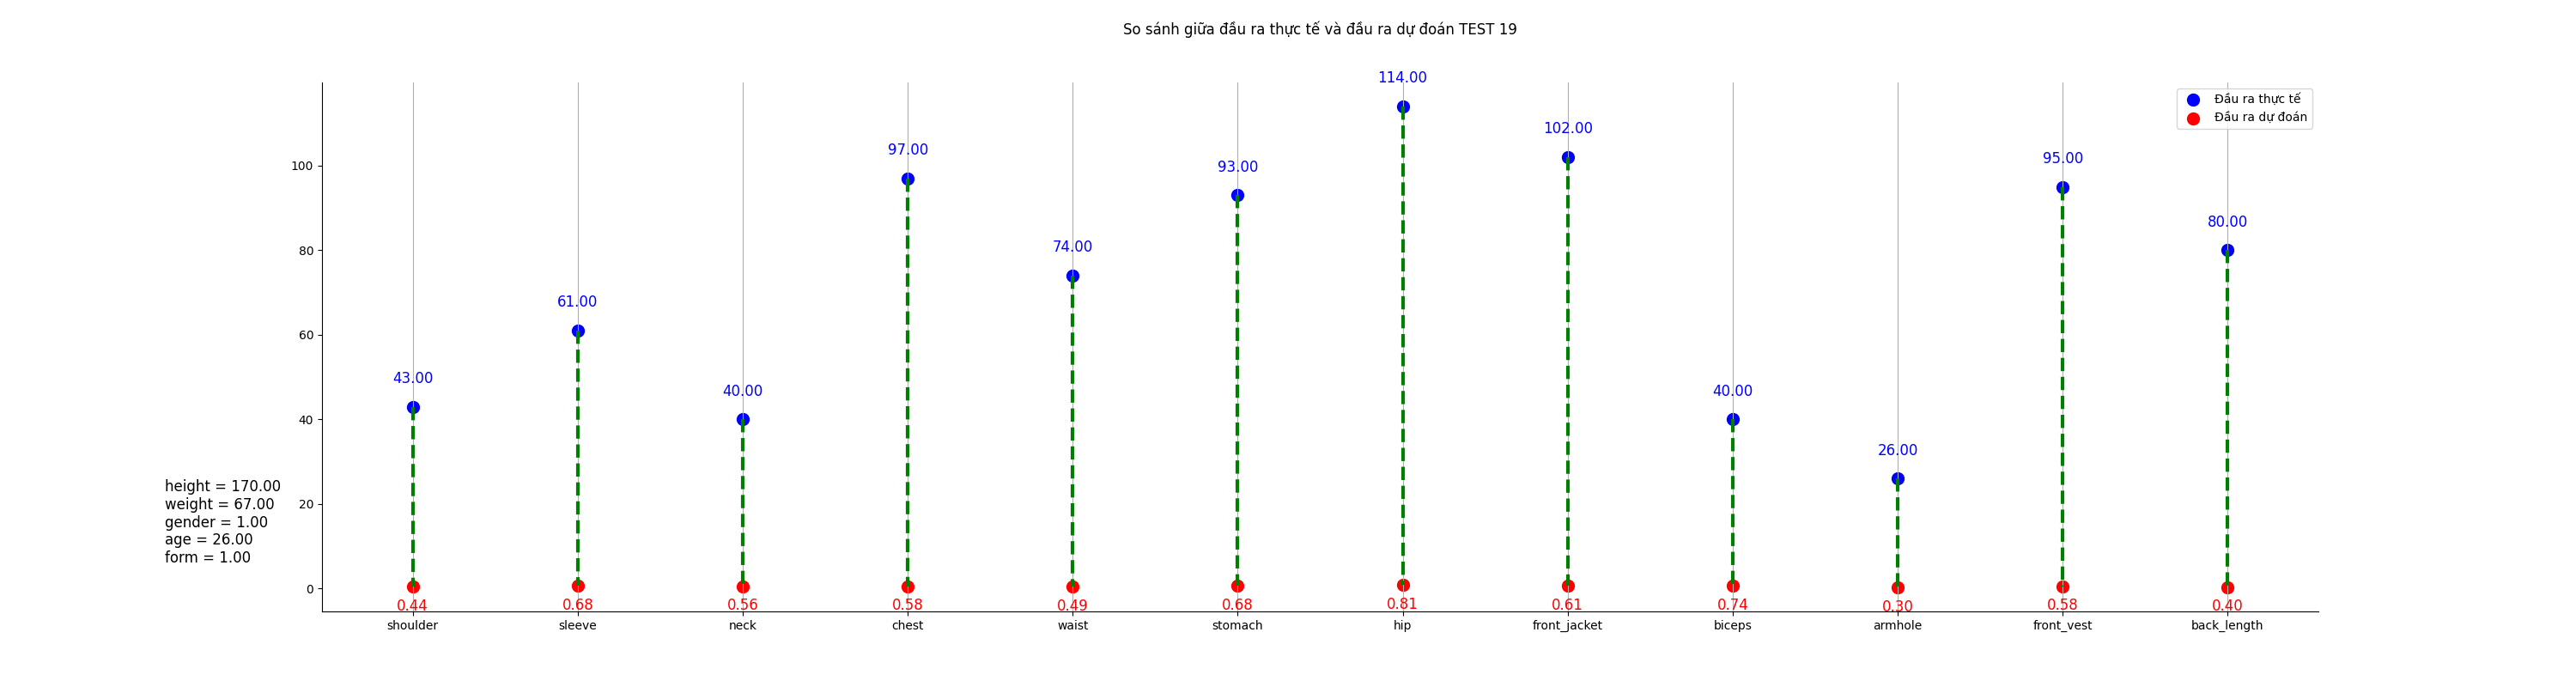 So sánh giữa đầu ra thực tế và đầu ra dự đoán TEST 19
Đầu ra thực tế
Đầu ra dự đoán
114.00
102.00
97.00
95.00
93.00
80.00
74.00
61.00
43.00
40.00
40.00
26.00
100
80
60
40
20
0
height = 170.00
weight = 67.00
gender = 1.00
age = 26.00
form = 1.00
0.44 0.68 0.56 0.58 0.49 0.68 0.81 0.61 0.74 0.30 0.58 0.40
shoulder sleeve neck chest waist stomach hip front_jacket biceps armhole front_vest back_length